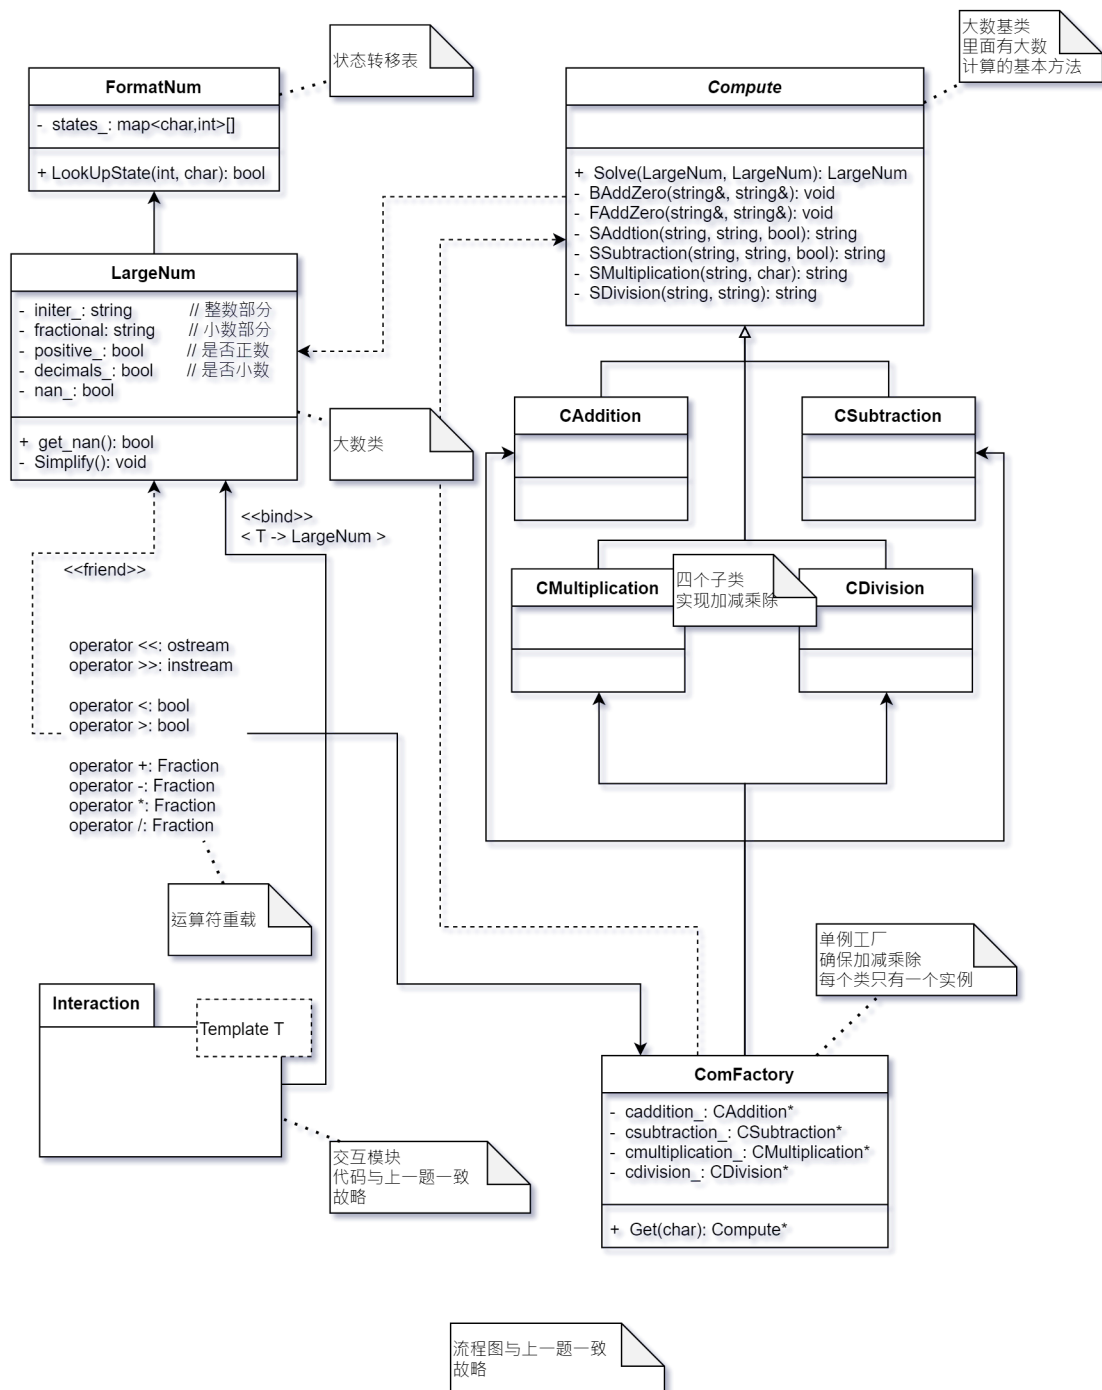 状态转移表
大数基类
里面有大数
计算的基本方法
FormatNum
- states_: map<char,int>[]
+ LookUpState(int, char): bool
Compute
+ Solve(LargeNum, LargeNum): LargeNum
- BAddZero(string&, string&): void
- FAddZero(string&, string&): void
- SAddtion(string, string, bool): string
- SSubtraction(string, string, bool): string
- SMultiplication(string, char): string
- SDivision(string, string): string
LargeNum
- initer_: string // 整数部分
- fractional: string // 小数部分
- positive_: bool // 是否正数
- decimals_: bool // 是否小数
- nan_: bool
+ get_nan(): bool
- Simplify(): void
大数类
CAddition
CSubtraction
<<bind>>
< T -> LargeNum >
<<friend>>
CMultiplication
四个子类
实现加减乘除
CDivision
operator <<: ostream
operator >>: instream
operator <: bool
operator >: bool
operator +: Fraction
operator -: Fraction
operator *: Fraction
operator /: Fraction
运算符重载
单例工厂
确保加减乘除
每个类只有一个实例
Interaction
Template T
交互模块
代码与上一题一致
故略
ComFactory
- caddition_: CAddition*
- csubtraction_: CSubtraction*
- cmultiplication_: CMultiplication*
- cdivision_: CDivision*
+ Get(char): Compute*
流程图与上一题一致
故略